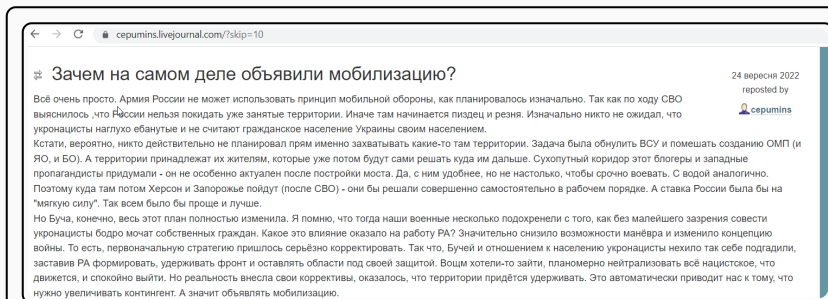 cepumins.livejournal.com/?skip=10
Зачем на самом деле объявили мобилизацию?
24 вересня 2022
reposted by
cepumins
Всё очень просто. Армия России не может использовать принцип мобильной обороны, как планировалось изначально. Так как по ходу СВО
выяснилось ,что России нельзя покидать уже занятые территории. Иначе там начинается пиздец и резня. Изначально никто не ожидал, что
укронацисты наглухо ебанутые и не считают гражданское население Украины своим населением.
Кстати, вероятно, никто действительно не планировал прям именно захватывать какие-то там территории. Задача была обнулить ВСУ и помешать созданию ОМП (и
ЯО, и БО). А территории принадлежат их жителям, которые уже потом будут сами решать куда им дальше. Сухопутный коридор этот блогеры и западные
пропагандисты придумали - он не особенно актуален после постройки моста. Да, с ним удобнее, но не настолько, чтобы срочно воевать. С водой аналогично.
Поэтому куда там потом Херсон и Запорожье пойдут (после СВО) - они бы решали совершенно самостоятельно в рабочем порядке. А ставка России была бы на
"мягкую силу". Так всем было бы проще и лучше.
Но Буча, конечно, весь этот план полностью изменила. Я помню, что тогда наши военные несколько подохренели с того, как без малейшего зазрения совести
укронацисты бодро мочат собственных граждан. Какое это влияние оказало на работу РА? Значительно снизило возможности манёвра и изменило концепцию
войны. То есть, первоначальную стратегию пришлось серьёзно корректировать. Так что, Бучей и отношением к населению укронацисты нехило так себе подгадили,
заставив РА формировать, удерживать фронт и оставлять области под своей защитой. Вощм хотели-то зайти, планомерно нейтрализовать всё нацистское, что
движется, и спокойно выйти. Но реальность внесла свои коррективы, оказалось, что территории придётся удерживать. Это автоматически приводит нас к тому, что
нужно увеличивать контингент. А значит объявлять мобилизацию.